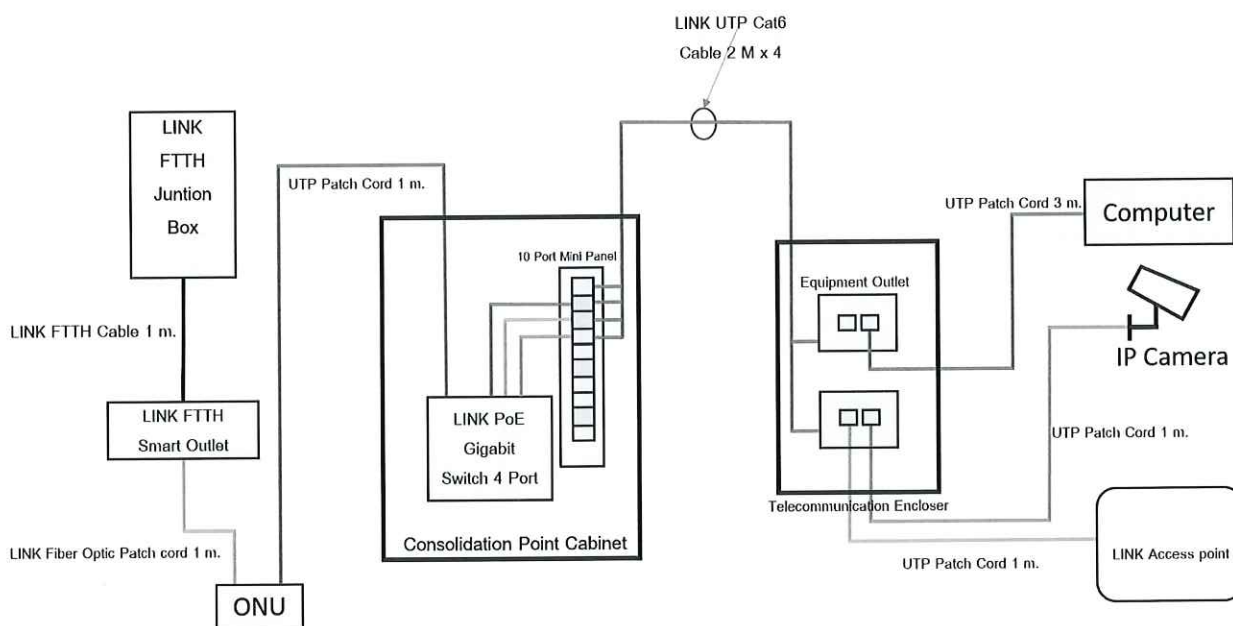 LINK UTP Cat6
Cable 2 M x 4
LINK
FTTH
Juntion
Box
UTP Patch Cord 1 m.
LINK FTTH Cable 1 m.
LINK FTTH
Smart Outlet
LINK Fiber Optic Patch cord 1 m.
ONU
10 Port Mini Panel
LINK PoE
Gigabit
Switch 4 Port
Consolidation Point Cabinet
Equipment Outlet
Telecommunication Encloser
UTP Patch Cord 3 m.
Computer
IP Camera
UTP Patch Cord 1 m.
UTP Patch Cord 1 m.
LINK Access point